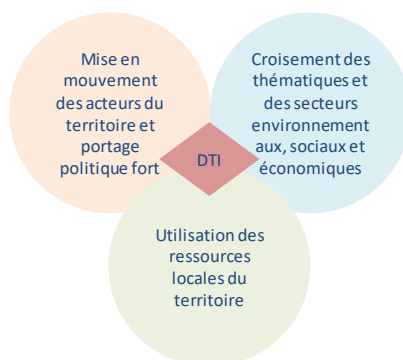 Mise en
mouvement
des acteurs du
territoire et
portage
politique fort
Croisement des
thématiques et
des secteurs
environnement
aux, sociaux et
économiques
DTI
Utilisation des
ressources
locales du
territoire